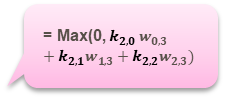 = Max(0, k₂,₀ w₀,₃
+ k₂,₁w₁,₃ + k₂,₂w₂,₃)